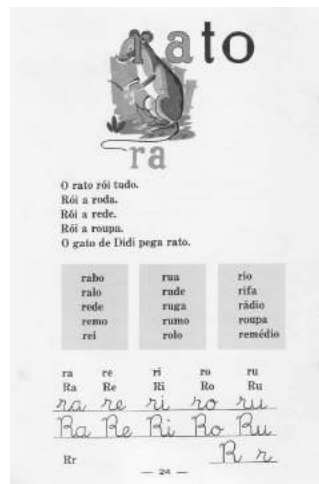 rato
ra
O rato rói tudo.
Rói a roda.
Rói a rede.
Rói a roupa.
O gato de Didi pega rato.
rabo rua rio
ralo rude rifa
rede ruga rádio
remo rumo roupa
rei rolo remédio
ra re ri ro ru
Ra Re Ri Ro Ru
ra re ri ro ru
Ra Re Ri Ro Ru
Rr R r
— 24 —